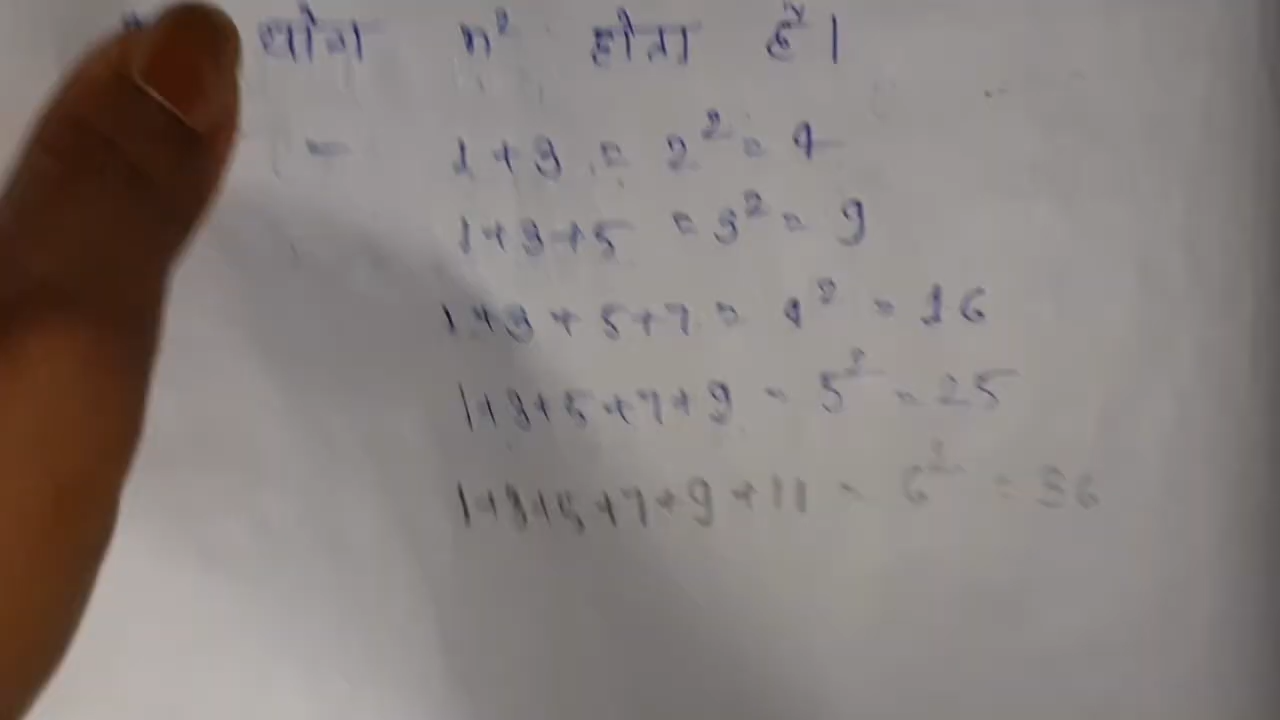 योग n² होता है।
- 1+3 = 2² = 4
1+3+5 = 3² = 9
1+3+5+7 = 4² = 16
1+3+5+7+9 = 5² = 25
1+3+5+7+9+11 = 6² = 36